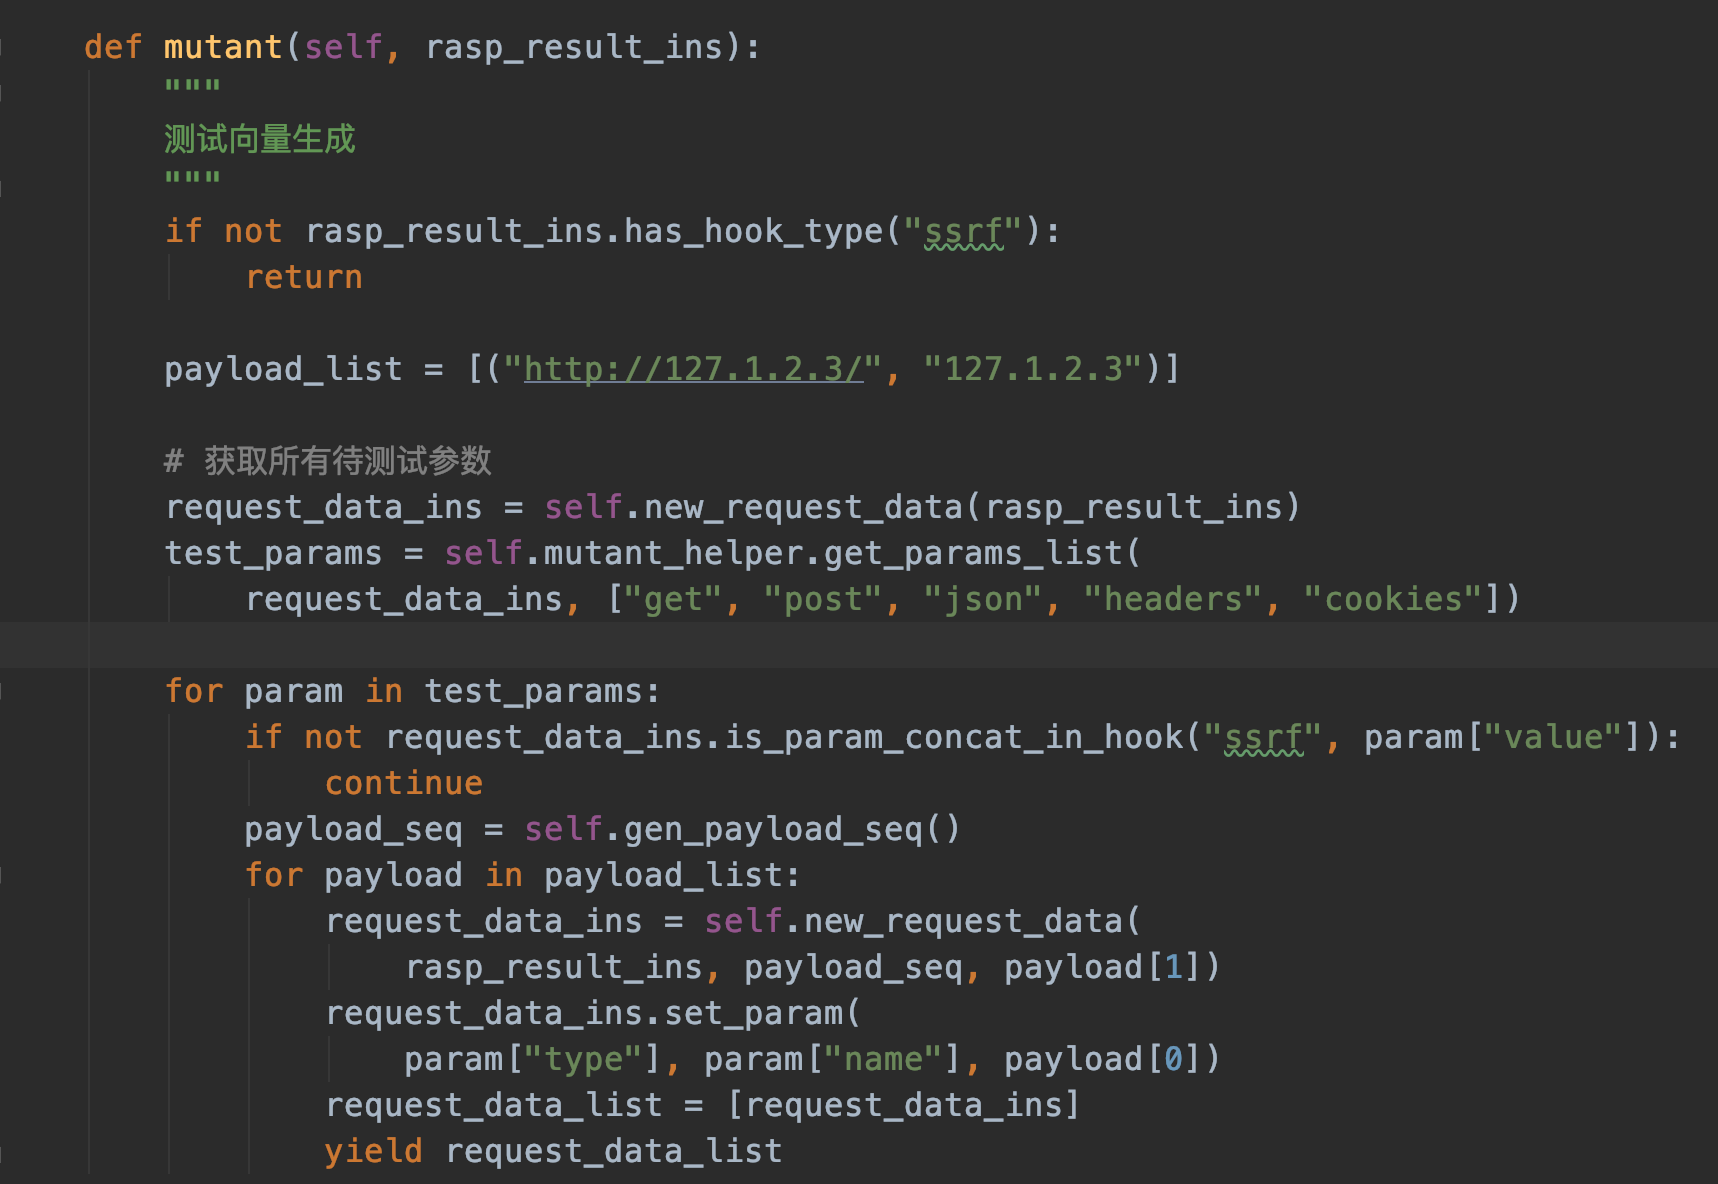 def mutant(self, rasp_result_ins):
"""
测试向量生成
"""
if not rasp_result_ins.has_hook_type("ssrf"):
return
payload_list = [("http://127.1.2.3/", "127.1.2.3")]
# 获取所有待测试参数
request_data_ins = self.new_request_data(rasp_result_ins)
test_params = self.mutant_helper.get_params_list(
request_data_ins, ["get", "post", "json", "headers", "cookies"])
for param in test_params:
if not request_data_ins.is_param_concat_in_hook("ssrf", param["value"]):
continue
payload_seq = self.gen_payload_seq()
for payload in payload_list:
request_data_ins = self.new_request_data(
rasp_result_ins, payload_seq, payload[1])
request_data_ins.set_param(
param["type"], param["name"], payload[0])
request_data_list = [request_data_ins]
yield request_data_list